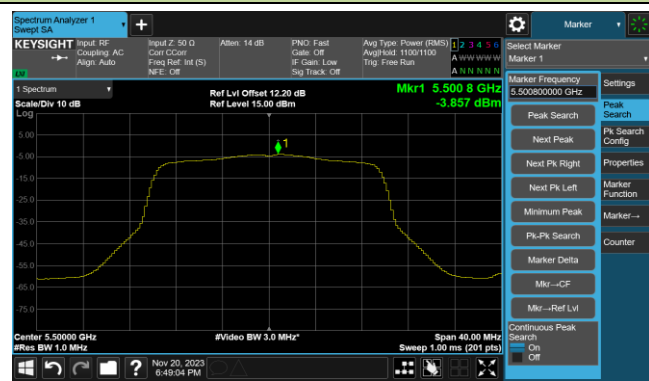 Spectrum Analyzer 1
Swept SA
Marker
KEYSIGHT
Input: RF
Coupling: AC
Align: Auto
Input Z: 50 Ω
Corr CCorr
Freq Ref: Int (S)
NFE: Off
Atten: 14 dB
PNO: Fast
Gate: Off
IF Gain: Low
Sig Track: Off
Avg Type: Power (RMS)
Avg|Hold: 1100/1100
Trig: Free Run
1 2 3 4 5 6
A W W W W W
A N N N N N
LXI
Select Marker
Marker 1
1 Spectrum
Scale/Div 10 dB
Log
Ref Lvl Offset 12.20 dB
Ref Level 15.00 dBm
Mkr1 5.500 8 GHz
-3.857 dBm
1
5.00
-5.00
-15.0
-25.0
-35.0
-45.0
-55.0
-65.0
-75.0
Center 5.50000 GHz
#Res BW 1.0 MHz
#Video BW 3.0 MHz*
Span 40.00 MHz
Sweep 1.00 ms (201 pts)
Marker Frequency
5.500800000 GHz
Peak Search
Next Peak
Next Pk Right
Next Pk Left
Minimum Peak
Pk-Pk Search
Marker Delta
Mkr→CF
Mkr→Ref Lvl
Continuous Peak
Search
On
Off
Settings
Peak
Search
Pk Search
Config
Properties
Marker
Function
Marker→
Counter
?
Nov 20, 2023
6:49:04 PM